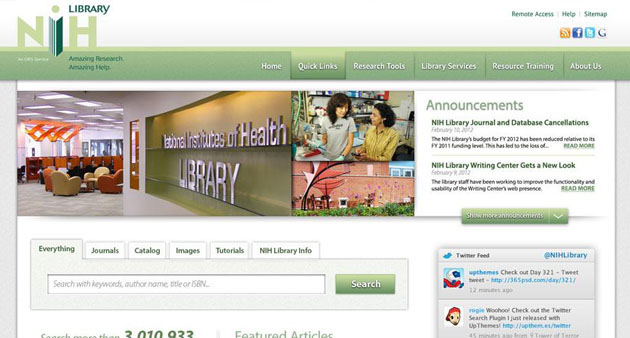 LIBRARY
NIH
An ORS Service
Amazing Research.
Amazing Help.
Remote Access | Help | Sitemap
Home Quick Links Research Tools Library Services Resource Training About Us
National Institutes of Health
LIBRARY
Announcements
NIH Library Journal and Database Cancellations
February 10, 2012
NIH Library's budget for FY 2012 has been reduced relative to its
FY 2011 funding level. This has led to the loss of... READ MORE
NIH Library Writing Center Gets a New Look
February 9, 2012
The library staff have been working to improve the functionality and
usability of the Writing Center's web presence. READ MORE
Show more announcements
Everything Journals Catalog Images Tutorials NIH Library Info
Search with keywords, author name, title or ISBN... Search
Twitter Feed @NIHLibrary
upthemes Check out Day 321 – Tweet
tweet - http://365psd.com/day/321/
12 minutes ago
rogie Woohoo! Check out the Twitter
Search Plugin I just released with
UpThemes! http://upthem.es/twitter
45 minutes ago from 9 Tower of Terror
Search more than 3,010,933
Featured Articles